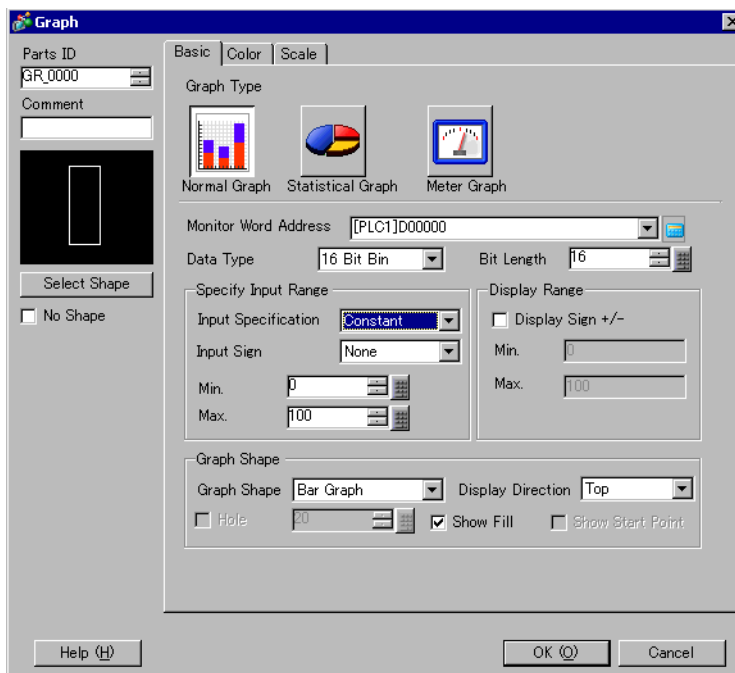 Graph
Parts ID
GR_0000
Comment
Select Shape
No Shape
Basic Color Scale
Graph Type
Normal Graph Statistical Graph Meter Graph
Monitor Word Address [PLC1]D00000
Data Type 16 Bit Bin Bit Length 16
Specify Input Range
Input Specification Constant
Input Sign None
Min. 0
Max. 100
Display Range
Display Sign +/-
Min. 0
Max. 100
Graph Shape
Graph Shape Bar Graph Display Direction Top
Hole 20 Show Fill Show Start Point
Help (H) OK (O) Cancel